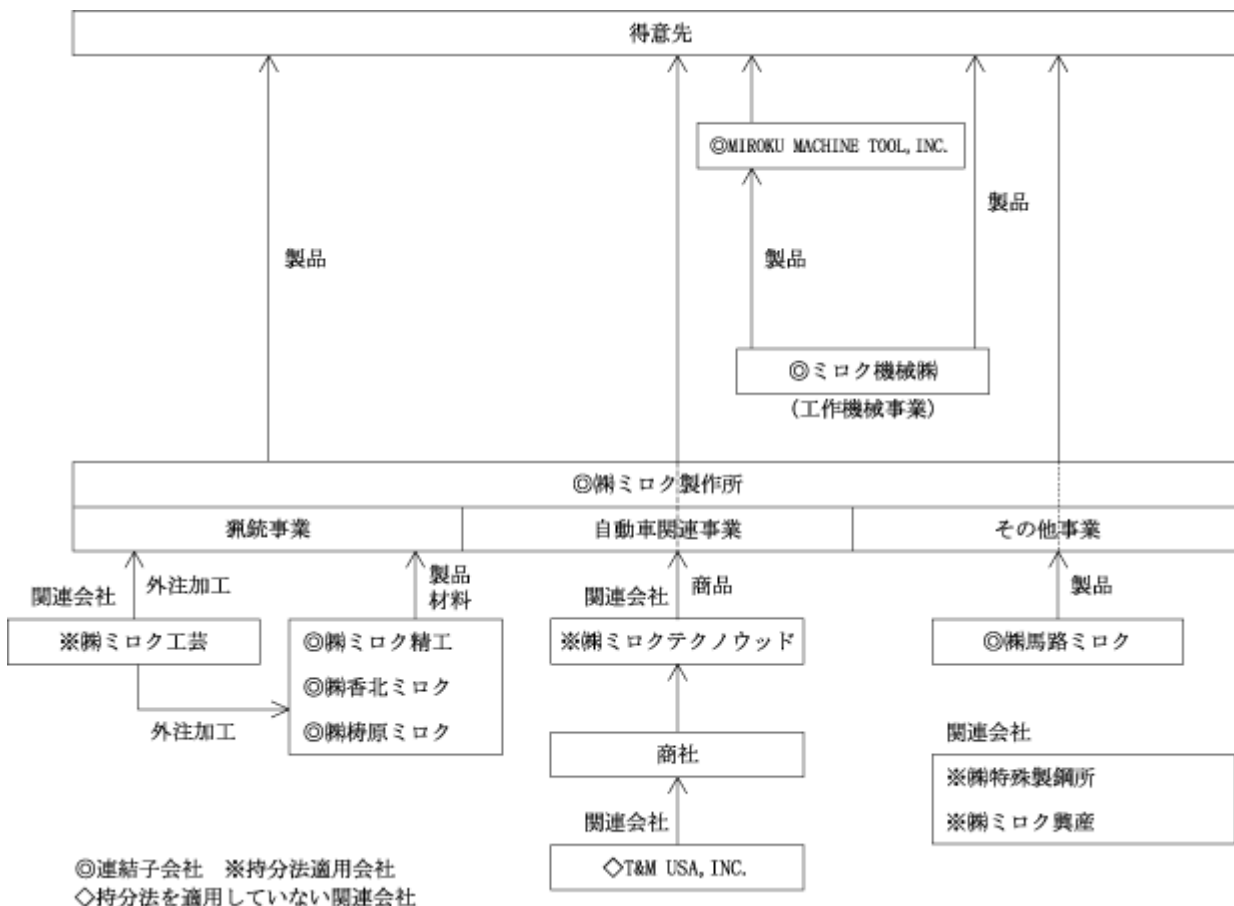 得意先
◎MIROKU MACHINE TOOL, INC.
製品
製品
製品
◎ミロク機械㈱
(工作機械事業)
◎㈱ミロク製作所
猟銃事業
自動車関連事業
その他事業
関連会社
外注加工
製品
材料
関連会社
商品
製品
※㈱ミロク工芸
◎㈱ミロク精工
◎㈱香北ミロク
◎㈱梼原ミロク
※㈱ミロクテクノウッド
◎㈱馬路ミロク
外注加工
商社
関連会社
※㈱特殊製鋼所
※㈱ミロク興産
関連会社
◇T&M USA, INC.
◎連結子会社 ※持分法適用会社
◇持分法を適用していない関連会社